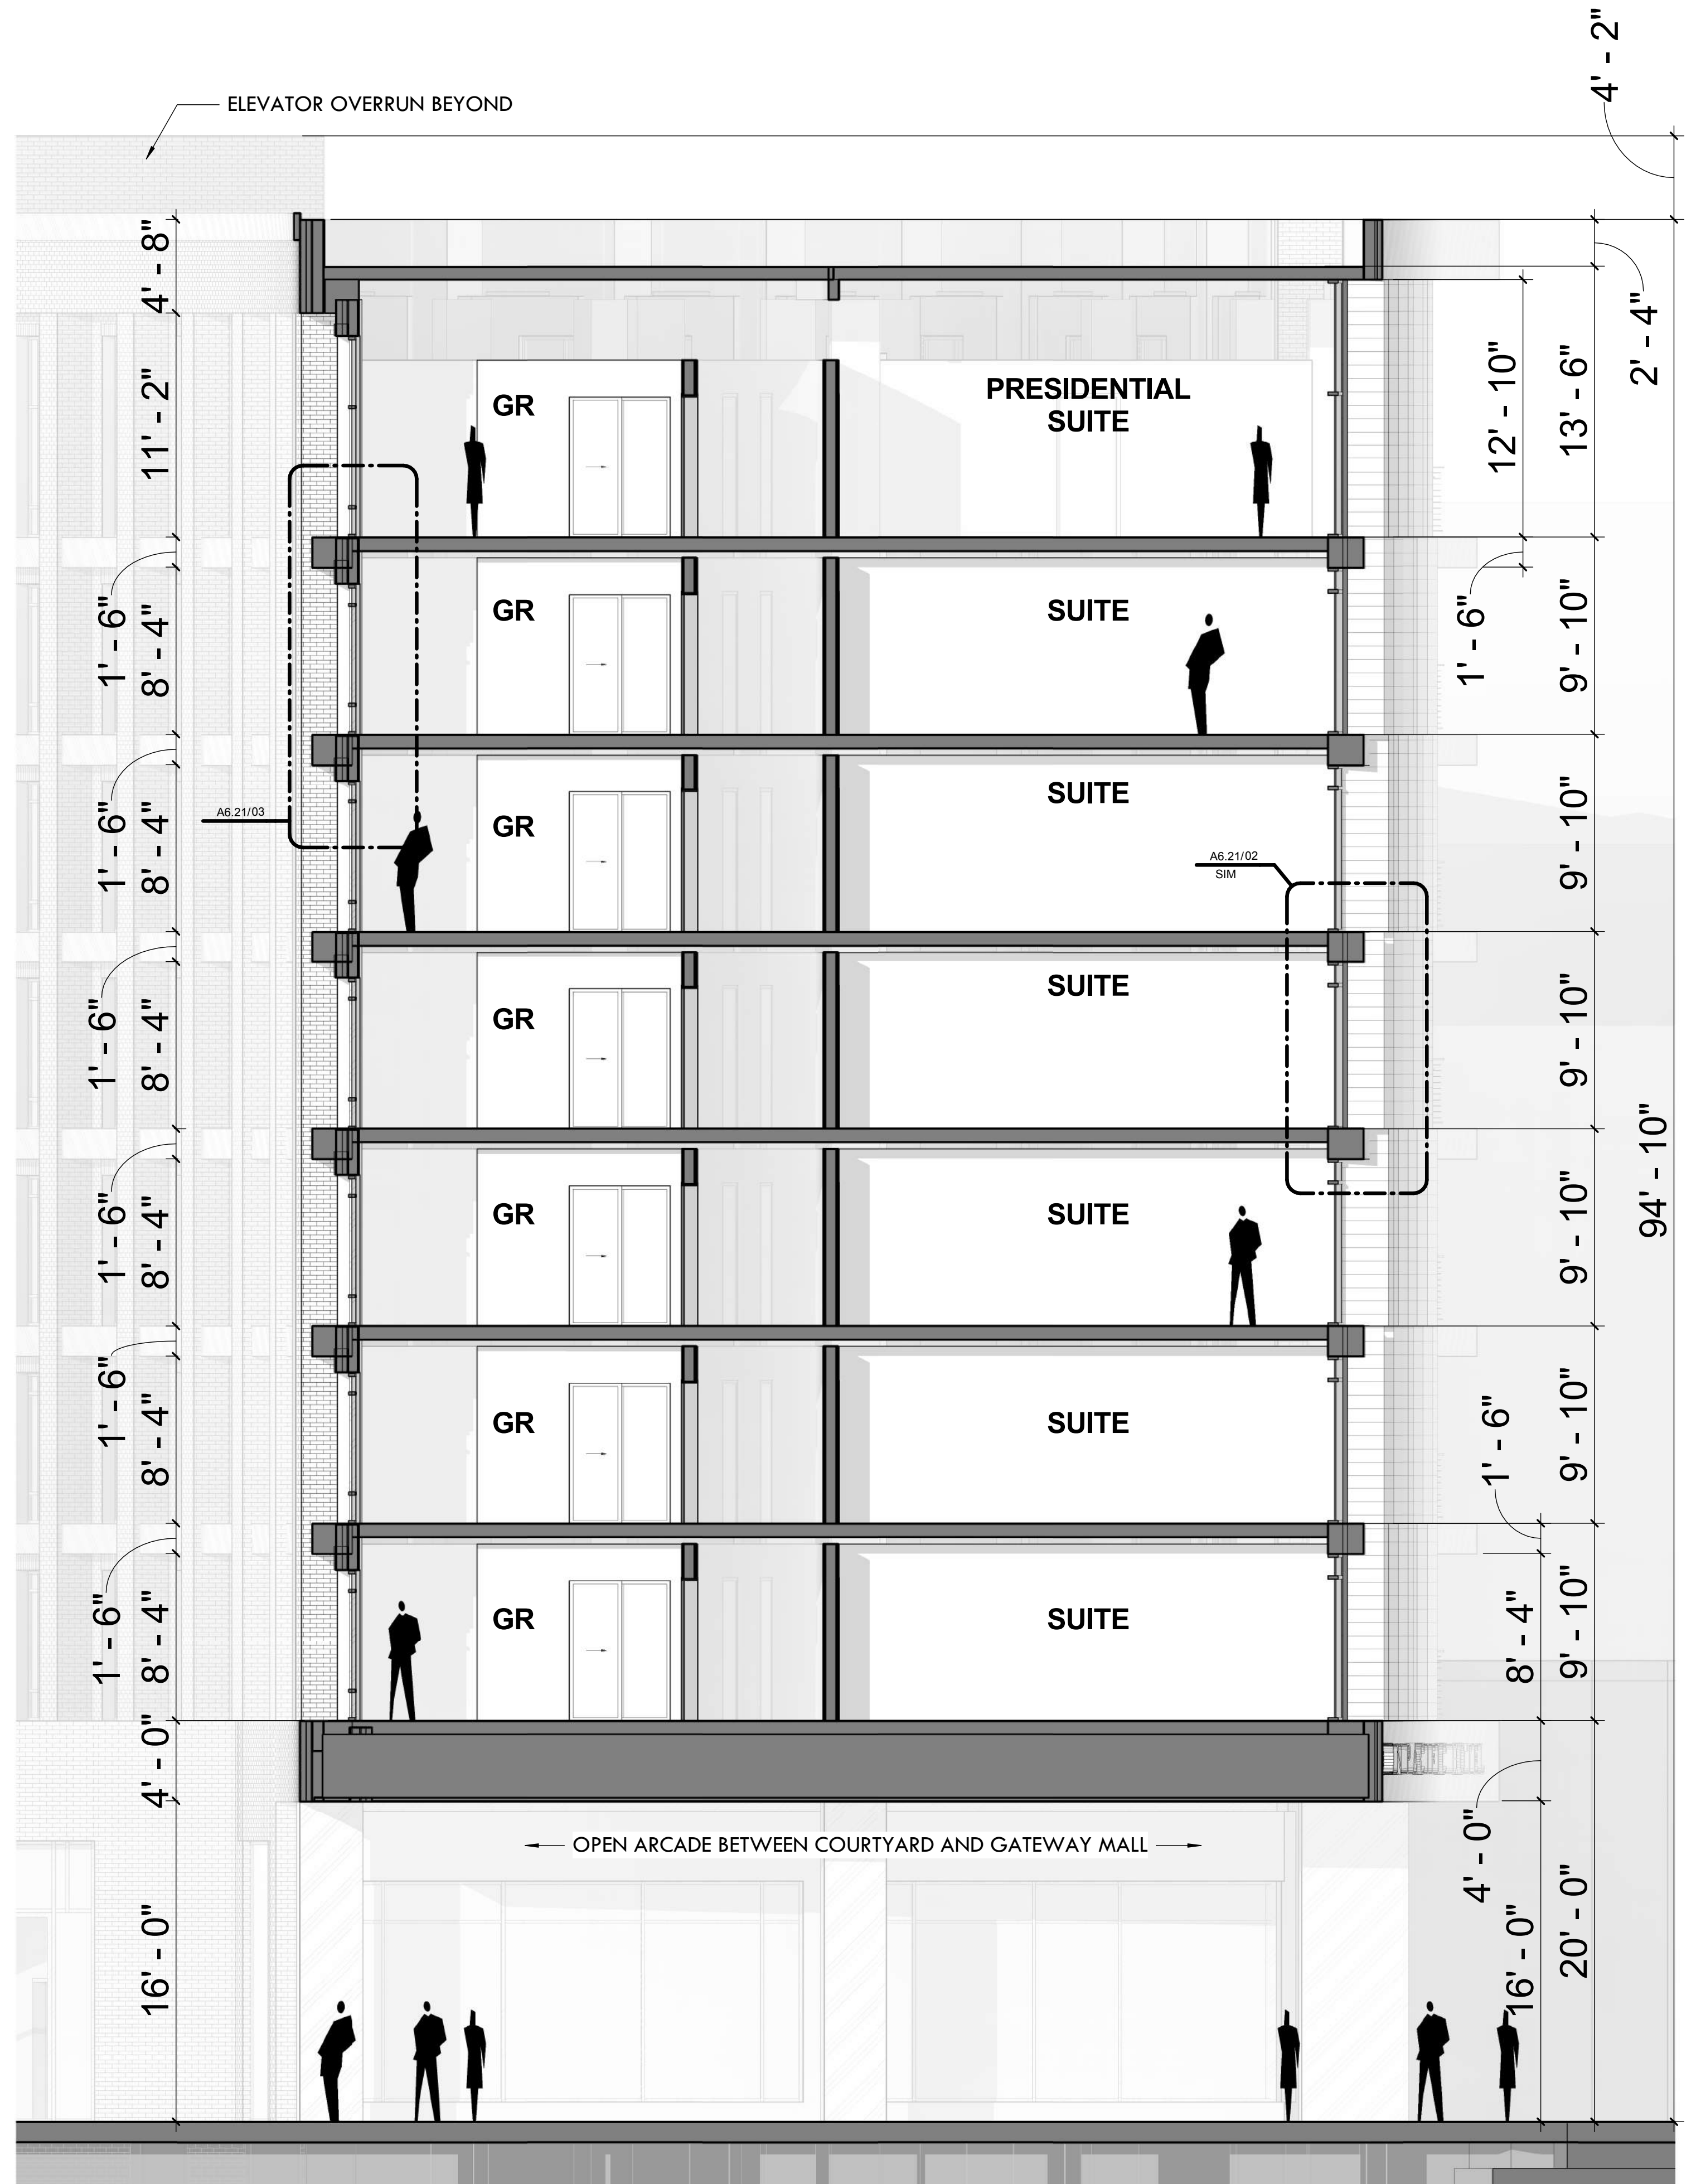 4' - 2"
ELEVATOR OVERRUN BEYOND
4' - 8"
2' - 4"
11' - 2"
GR
PRESIDENTIAL
SUITE
12' - 10"
13' - 6"
1' - 6"
8' - 4"
GR
SUITE
1' - 6"
9' - 10"
1' - 6"
8' - 4"
A6.21/03
GR
SUITE
A6.21/02
SIM
9' - 10"
1' - 6"
8' - 4"
GR
SUITE
9' - 10"
94' - 10"
1' - 6"
8' - 4"
GR
SUITE
9' - 10"
1' - 6"
8' - 4"
GR
SUITE
1' - 6"
9' - 10"
1' - 6"
8' - 4"
GR
SUITE
8' - 4"
9' - 10"
4' - 0"
OPEN ARCADE BETWEEN COURTYARD AND GATEWAY MALL
4' - 0"
16' - 0"
16' - 0"
20' - 0"